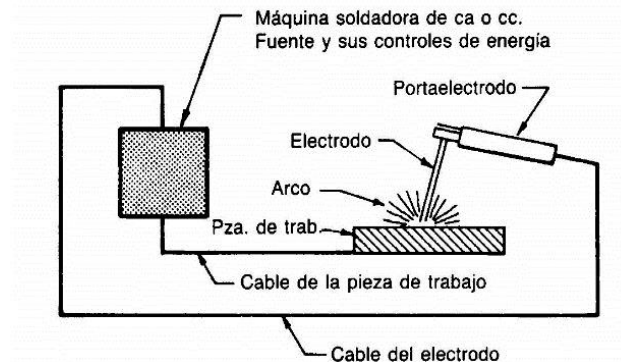 Máquina soldadora de ca o cc.
Fuente y sus controles de energía
Portaelectrodo
Electrodo
Arco
Pza. de trab.
Cable de la pieza de trabajo
Cable del electrodo